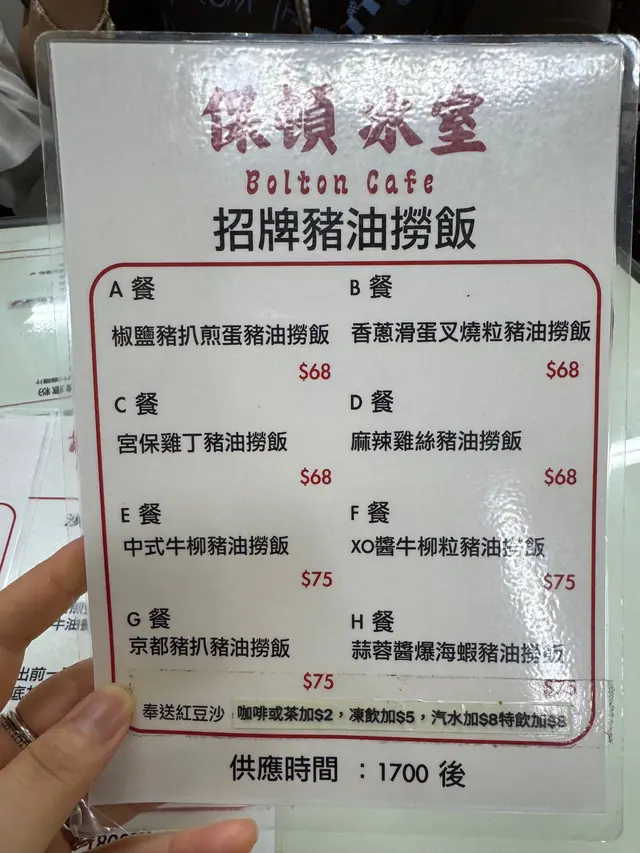 保頓冰室
Bolton Cafe
招牌豬油撈飯
A 餐
椒鹽豬扒煎蛋豬油撈飯
$68
B 餐
香蔥滑蛋叉燒粒豬油撈飯
$68
C 餐
宮保雞丁豬油撈飯
$68
D 餐
麻辣雞絲豬油撈飯
$68
E 餐
中式牛柳豬油撈飯
$75
F 餐
XO醬牛柳粒豬油撈飯
$75
G 餐
京都豬扒豬油撈飯
$75
H 餐
蒜蓉醬爆海蝦豬油撈飯
$75
奉送紅豆沙 咖啡或茶加$2，凍飲加$5，汽水加$8特飲加$8
供應時間 ：1700 後